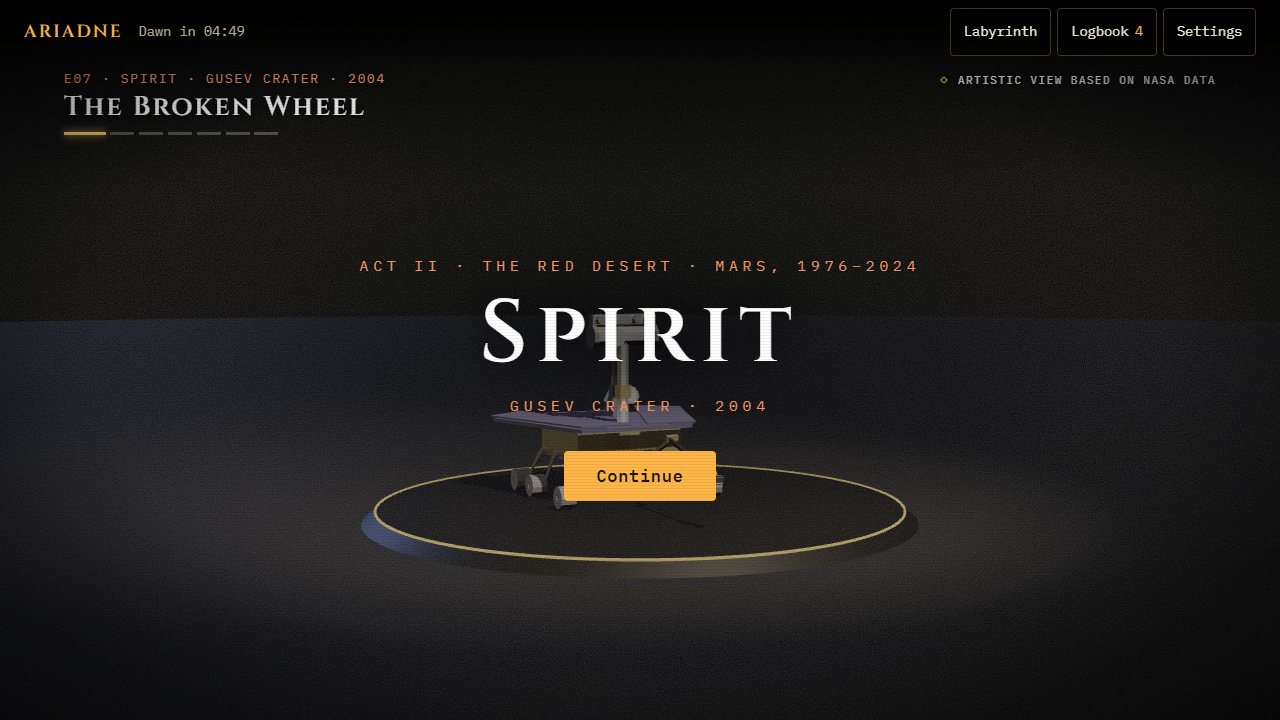 ARIADNE Dawn in 04:49 Labyrinth Logbook 4 Settings
E07 · SPIRIT · GUSEV CRATER · 2004
◇ ARTISTIC VIEW BASED ON NASA DATA
The Broken Wheel
ACT II · THE RED DESERT · MARS, 1976–2024
Spirit
GUSEV CRATER · 2004
Continue